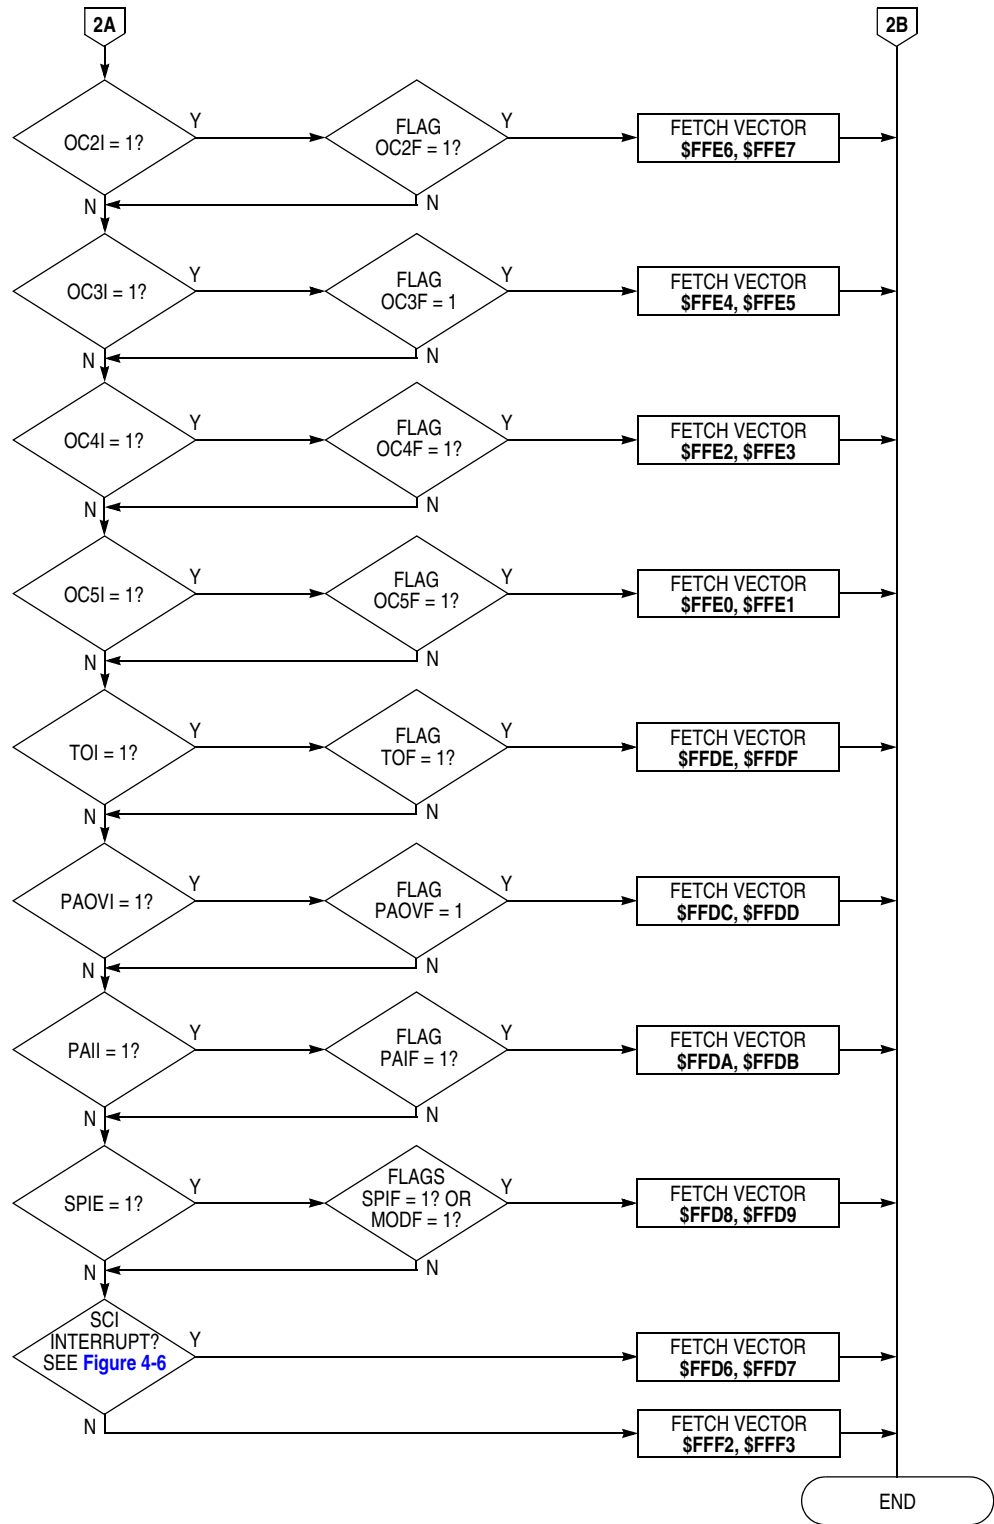 2A
2B
OC2I = 1?
Y
FLAG
OC2F = 1?
Y
FETCH VECTOR
$FFE6, $FFE7
N
N
OC3I = 1?
Y
FLAG
OC3F = 1
Y
FETCH VECTOR
$FFE4, $FFE5
N
N
OC4I = 1?
Y
FLAG
OC4F = 1?
Y
FETCH VECTOR
$FFE2, $FFE3
N
N
OC5I = 1?
Y
FLAG
OC5F = 1?
Y
FETCH VECTOR
$FFE0, $FFE1
N
N
TOI = 1?
Y
FLAG
TOF = 1?
Y
FETCH VECTOR
$FFDE, $FFDF
N
N
PAOVI = 1?
Y
FLAG
PAOVF = 1
Y
FETCH VECTOR
$FFDC, $FFDD
N
N
PAII = 1?
Y
FLAG
PAIF = 1?
Y
FETCH VECTOR
$FFDA, $FFDB
N
N
SPIE = 1?
Y
FLAGS
SPIF = 1? OR
MODF = 1?
Y
FETCH VECTOR
$FFD8, $FFD9
N
N
SCI
INTERRUPT?
SEE Figure 4-6
Y
FETCH VECTOR
$FFD6, $FFD7
N
FETCH VECTOR
$FFF2, $FFF3
END